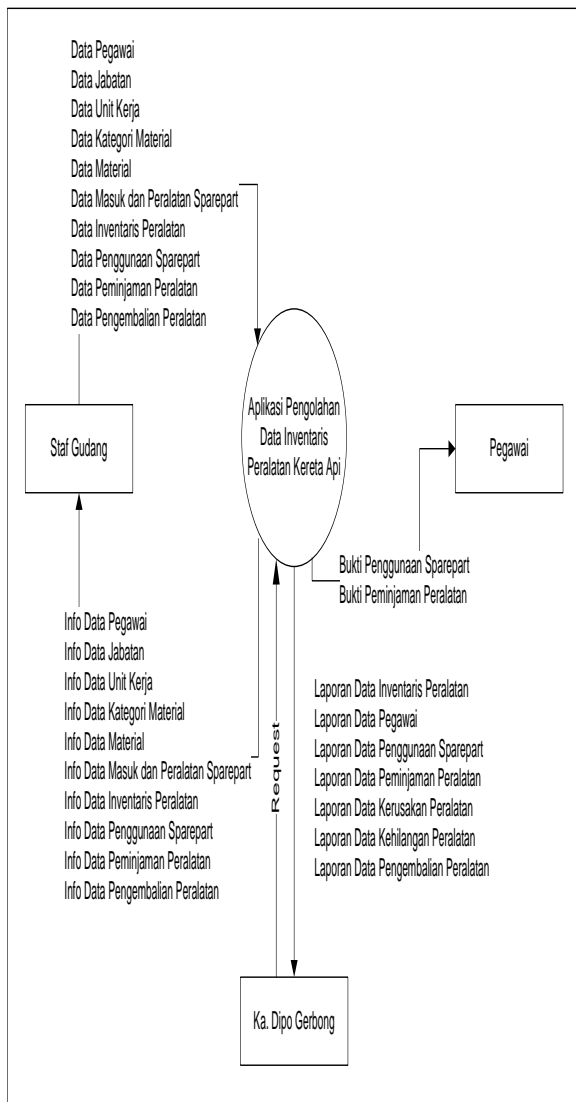 Data Pegawai
Data Jabatan
Data Unit Kerja
Data Kategori Material
Data Material
Data Masuk dan Peralatan Sparepart
Data Inventaris Peralatan
Data Penggunaan Sparepart
Data Peminjaman Peralatan
Data Pengembalian Peralatan
Staf Gudang
Aplikasi Pengolahan
Data Inventaris
Peralatan Kereta Api
Pegawai
Bukti Penggunaan Sparepart
Bukti Peminjaman Peralatan
Info Data Pegawai
Info Data Jabatan
Info Data Unit Kerja
Info Data Kategori Material
Info Data Material
Info Data Masuk dan Peralatan Sparepart
Info Data Inventaris Peralatan
Info Data Penggunaan Sparepart
Info Data Peminjaman Peralatan
Info Data Pengembalian Peralatan
Request
Laporan Data Inventaris Peralatan
Laporan Data Pegawai
Laporan Data Penggunaan Sparepart
Laporan Data Peminjaman Peralatan
Laporan Data Kerusakan Peralatan
Laporan Data Kehilangan Peralatan
Laporan Data Pengembalian Peralatan
Ka. Dipo Gerbong